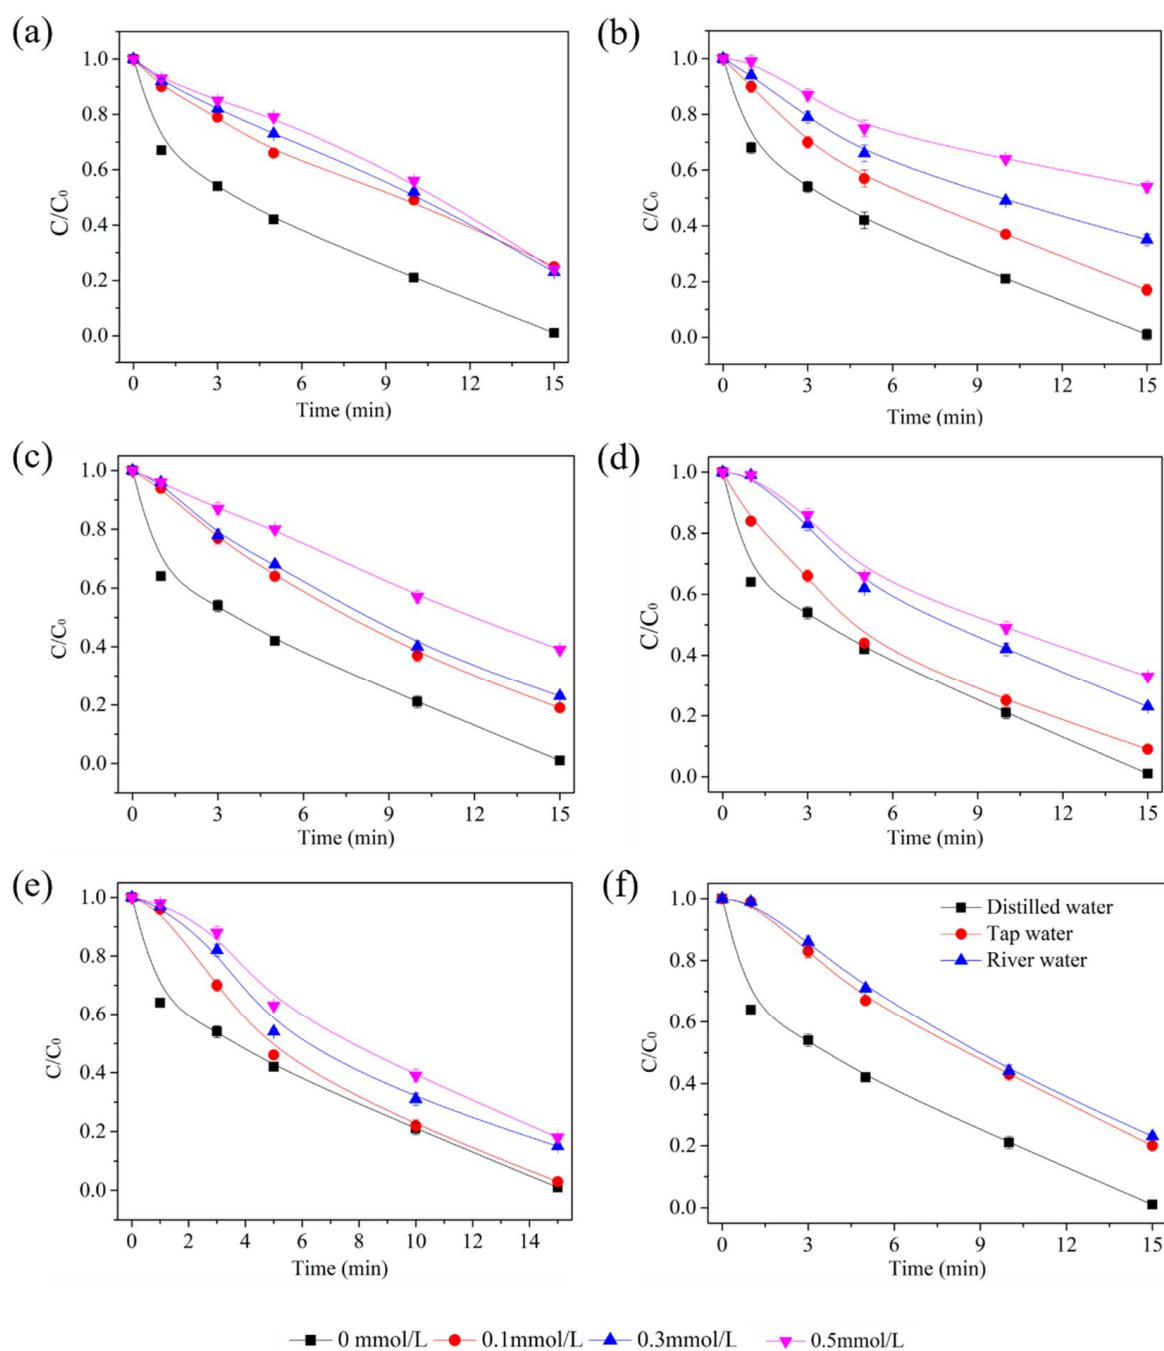 (a)
1.0
0.8
0.6
0.4
0.2
0.0
C/C₀
0 3 6 9 12 15
Time (min)
(b)
1.0
0.8
0.6
0.4
0.2
0.0
C/C₀
0 3 6 9 12 15
Time (min)
(c)
1.0
0.8
0.6
0.4
0.2
0.0
C/C₀
0 3 6 9 12 15
Time (min)
(d)
1.0
0.8
0.6
0.4
0.2
0.0
C/C₀
0 3 6 9 12 15
Time (min)
(e)
1.0
0.8
0.6
0.4
0.2
0.0
C/C₀
0 2 4 6 8 10 12 14
Time (min)
(f)
1.0
0.8
0.6
0.4
0.2
0.0
C/C₀
Distilled water
Tap water
River water
0 3 6 9 12 15
Time (min)
0 mmol/L 0.1mmol/L 0.3mmol/L 0.5mmol/L